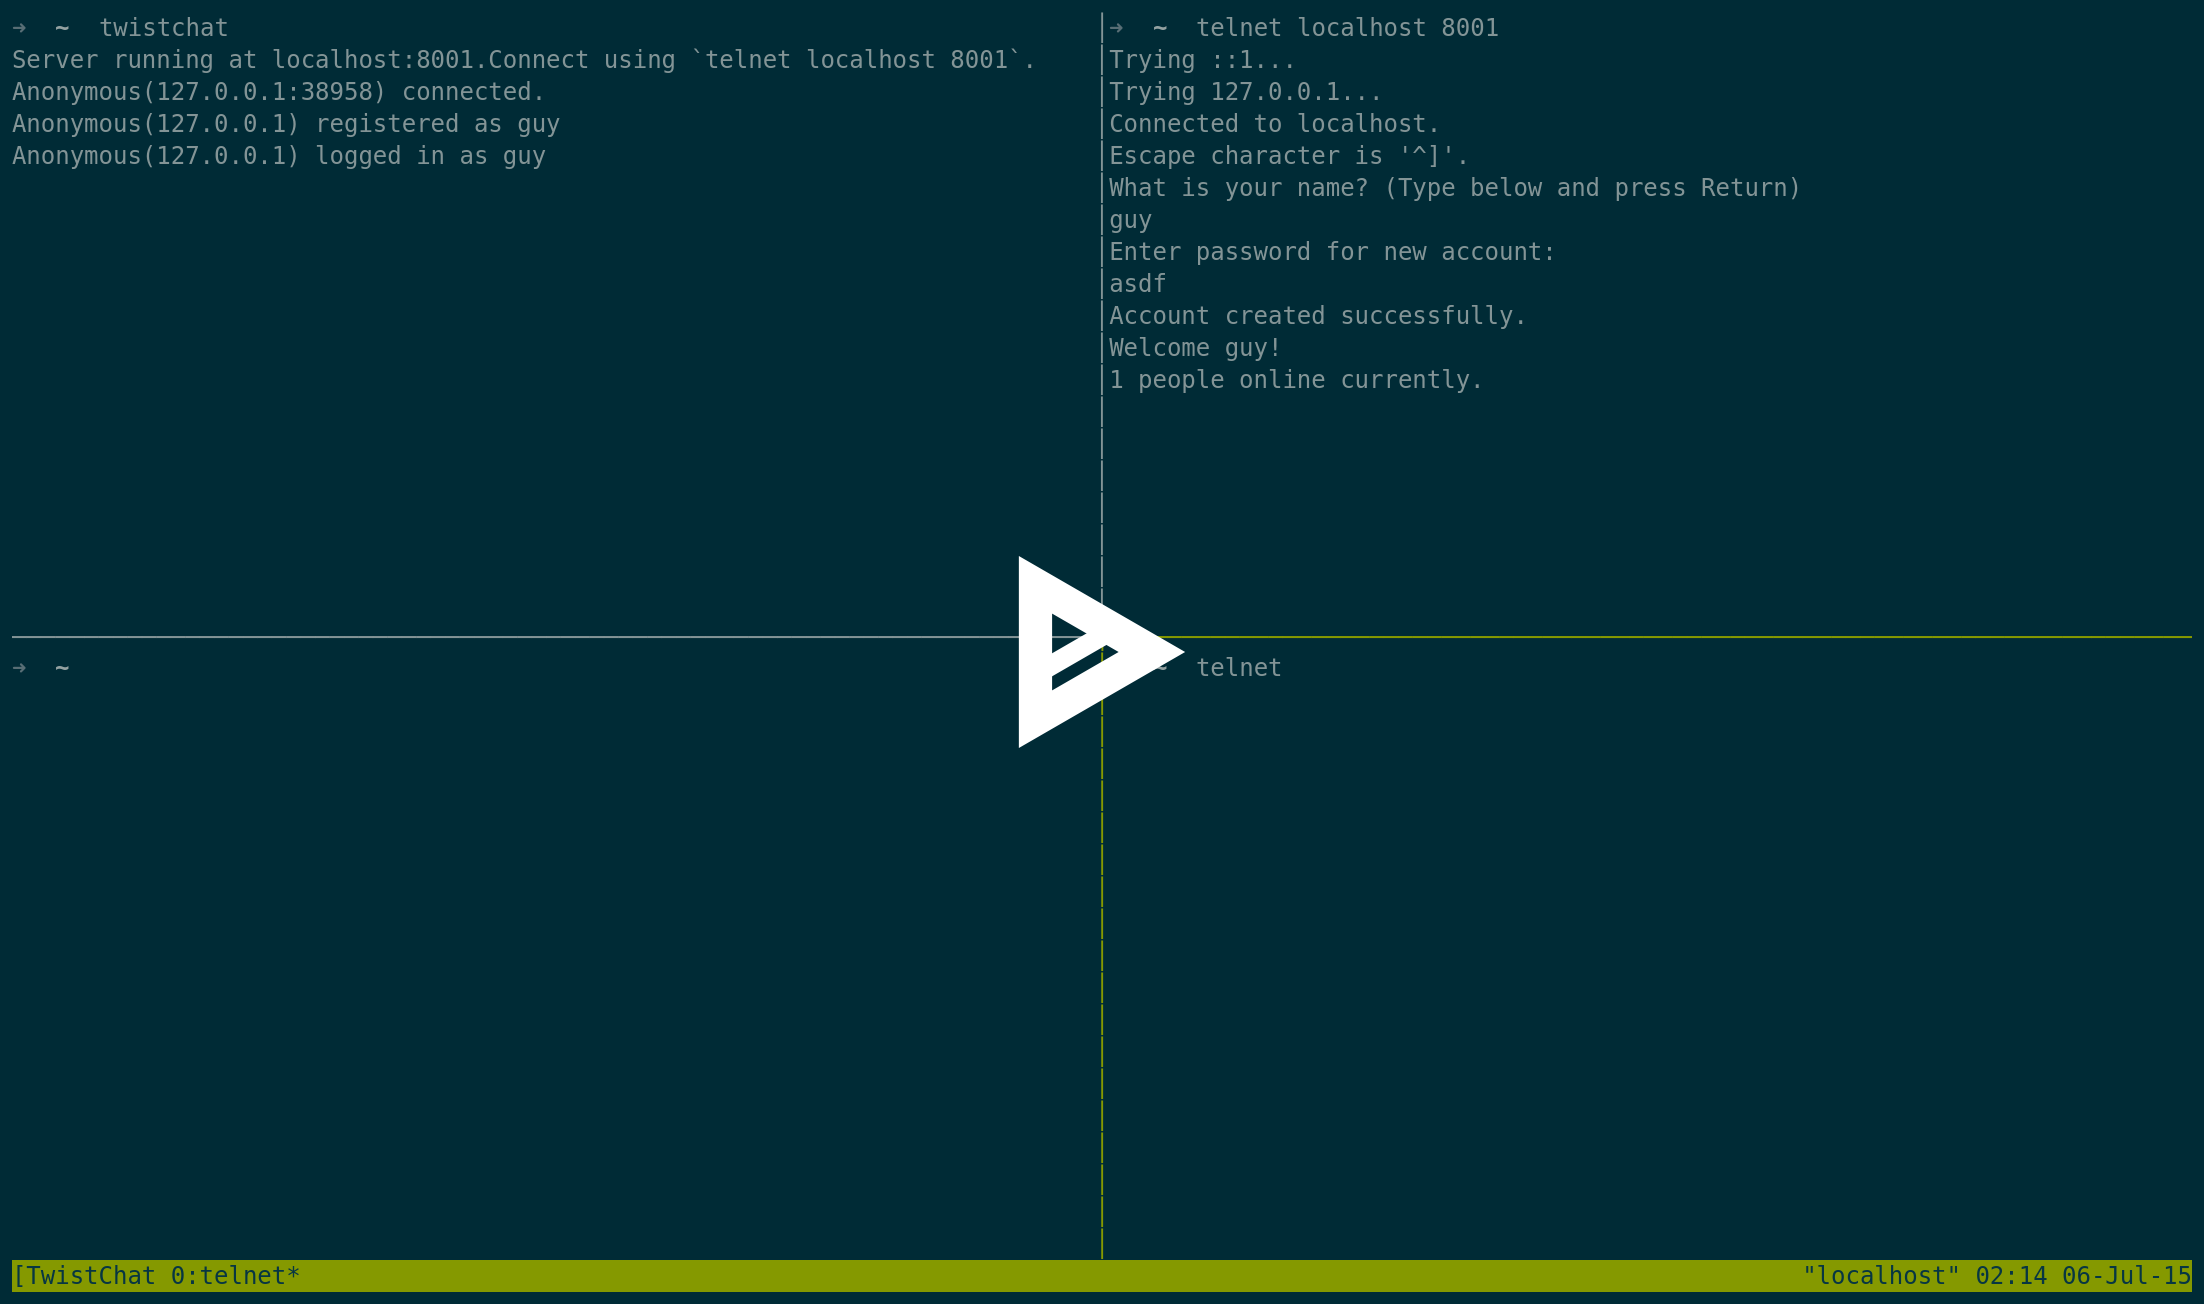 ➜  ~  twistchat
Server running at localhost:8001.Connect using `telnet localhost 8001`.
Anonymous(127.0.0.1:38958) connected.
Anonymous(127.0.0.1) registered as guy
Anonymous(127.0.0.1) logged in as guy
➜  ~  telnet localhost 8001
Trying ::1...
Trying 127.0.0.1...
Connected to localhost.
Escape character is '^]'.
What is your name? (Type below and press Return)
guy
Enter password for new account:
asdf
Account created successfully.
Welcome guy!
1 people online currently.
➜  ~
~  telnet
[TwistChat 0:telnet*
"localhost" 02:14 06-Jul-15